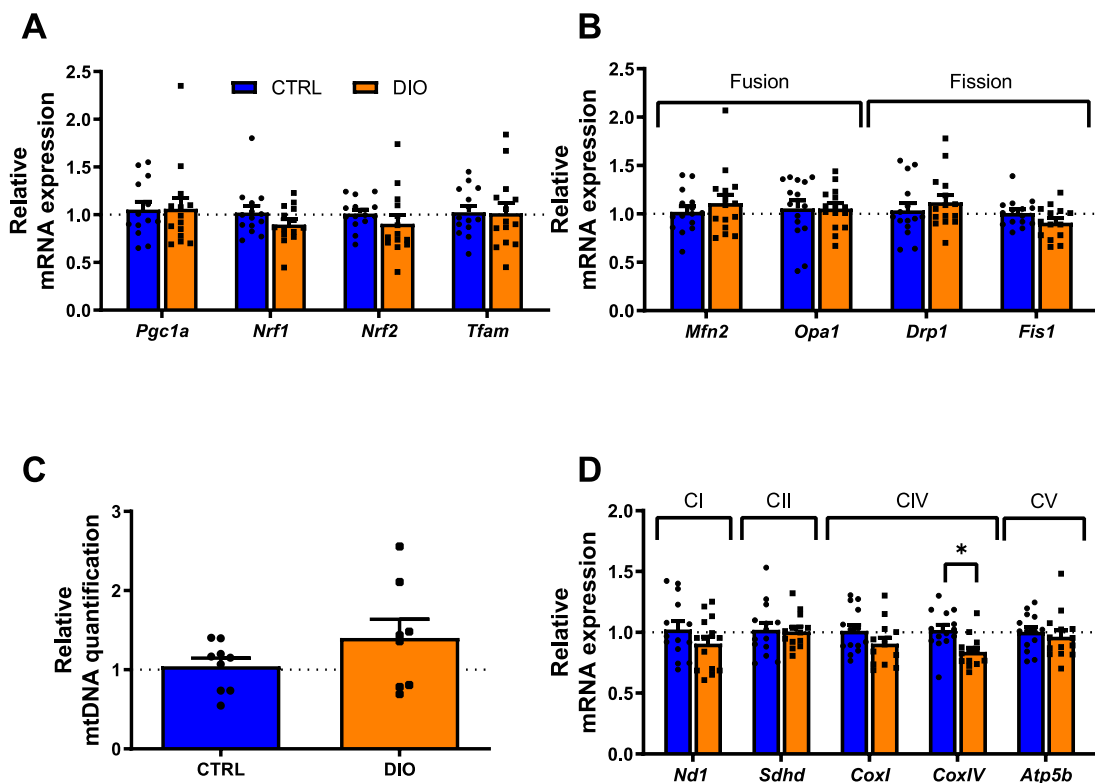 A
Relative
mRNA expression
2.5
2.0
1.5
1.0
0.5
0.0
CTRL
DIO
Pgc1a
Nrf1
Nrf2
Tfam
B
Relative
mRNA expression
2.5
2.0
1.5
1.0
0.5
0.0
Fusion
Fission
Mfn2
Opa1
Drp1
Fis1
C
Relative
mtDNA quantification
3
2
1
0
CTRL
DIO
D
Relative
mRNA expression
2.0
1.5
1.0
0.5
0.0
CI
CII
CIV
CV
*
Nd1
Sdhd
CoxI
CoxIV
Atp5b